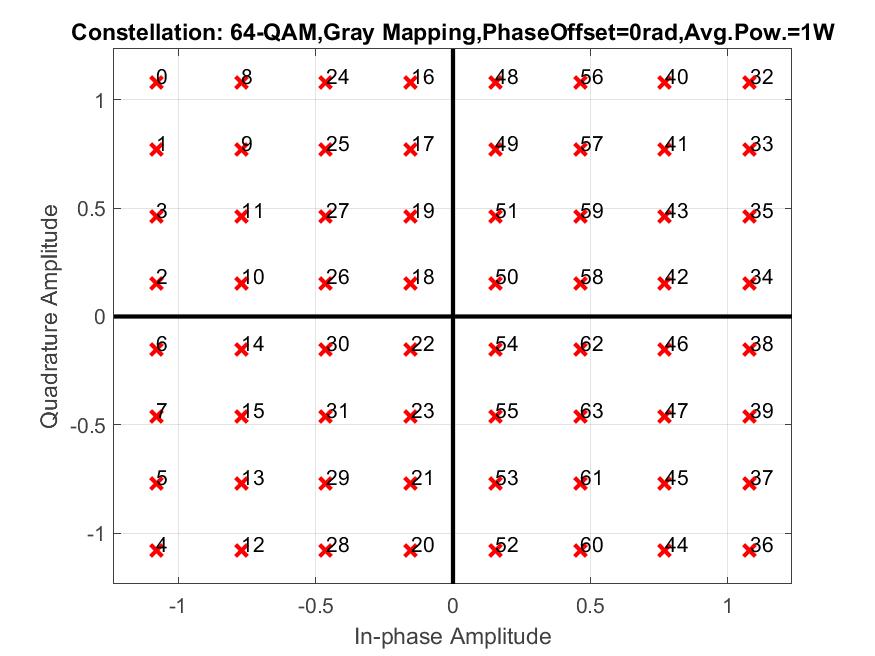 Constellation: 64-QAM,Gray Mapping,PhaseOffset=0rad,Avg.Pow.=1W
0 8 24 16 48 56 40 32
1
1 9 25 17 49 57 41 33
0.5
3 11 27 19 51 59 43 35
2 10 26 18 50 58 42 34
0
6 14 30 22 54 62 46 38
7 15 31 23 55 63 47 39
-0.5
5 13 29 21 53 61 45 37
-1
4 12 28 20 52 60 44 36
-1 -0.5 0 0.5 1
In-phase Amplitude
Quadrature Amplitude